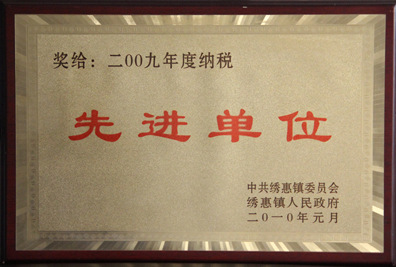 奖给：二00九年度纳税
先进单位
中共绣惠镇委员会
绣惠镇人民政府
二0一0年元月